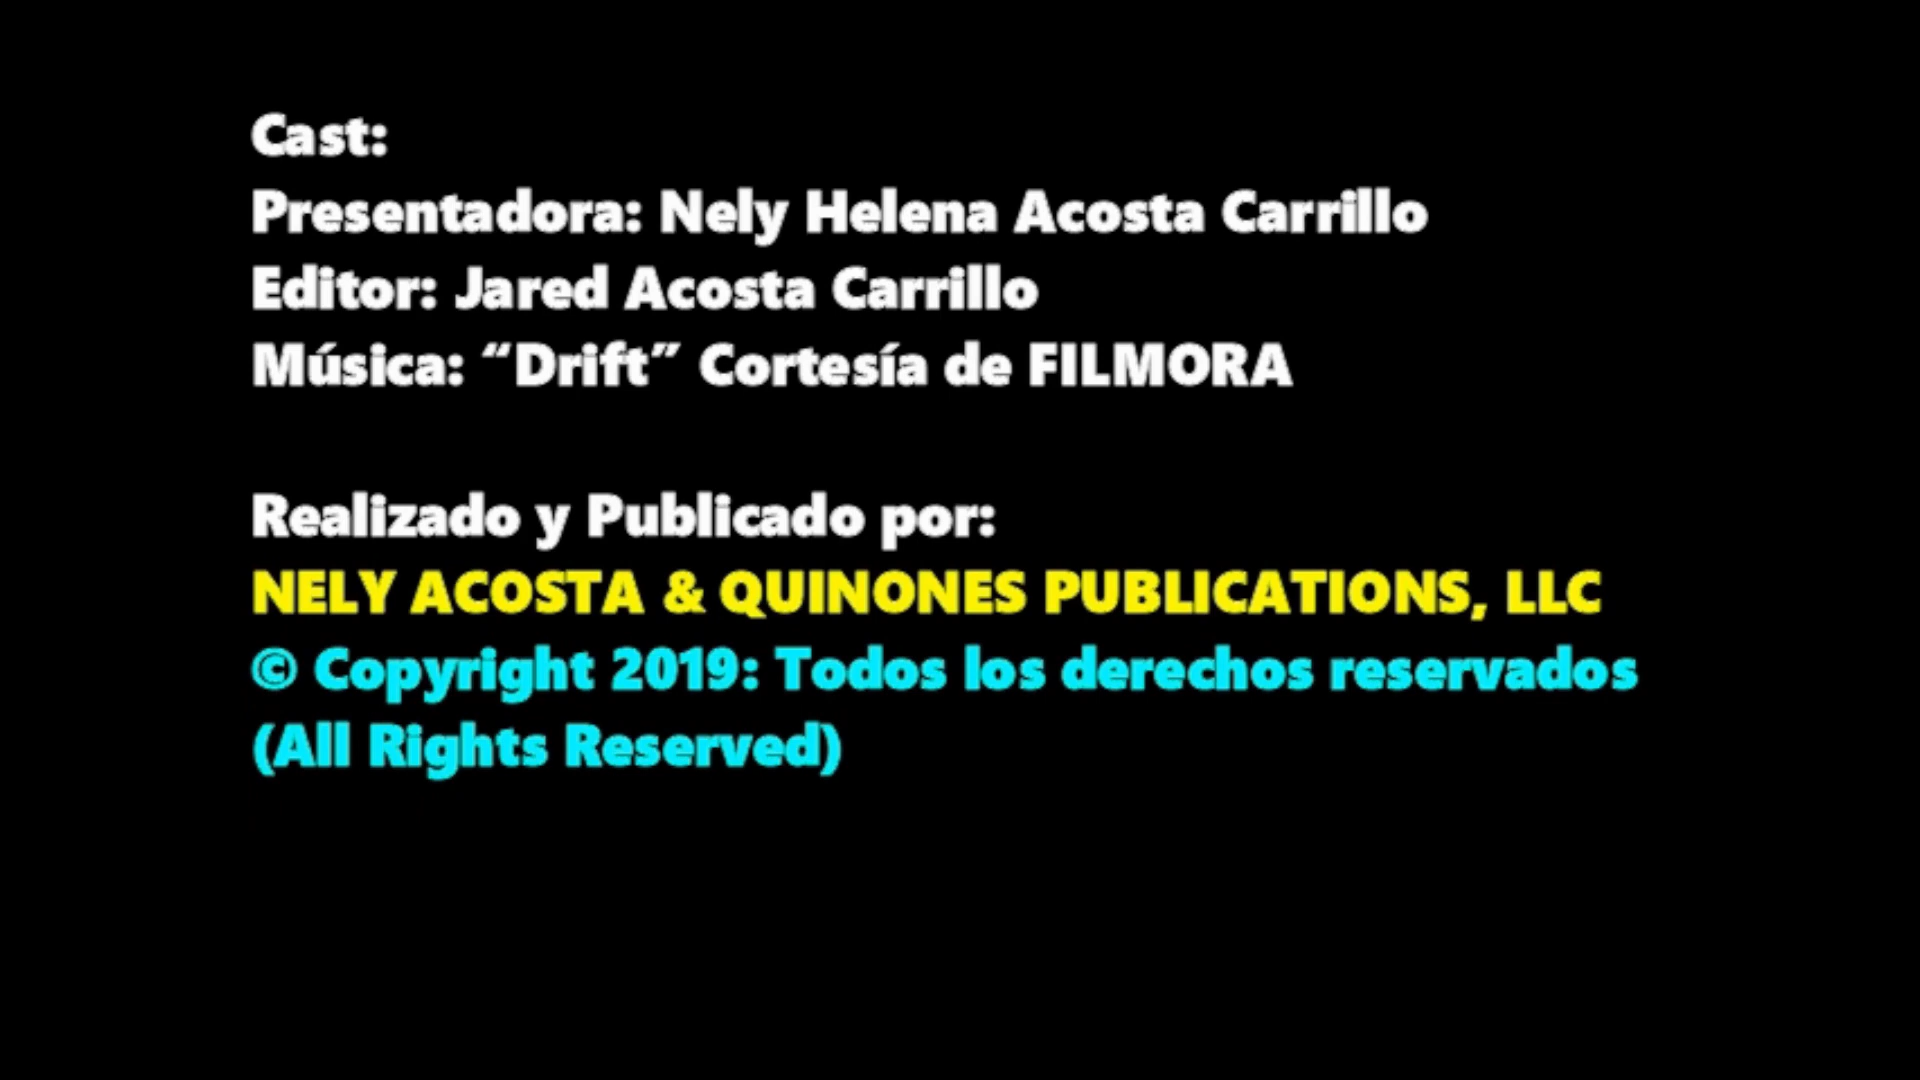 Cast:
Presentadora: Nely Helena Acosta Carrillo
Editor: Jared Acosta Carrillo
Música: “Drift” Cortesía de FILMORA
Realizado y Publicado por:
NELY ACOSTA & QUINONES PUBLICATIONS, LLC
© Copyright 2019: Todos los derechos reservados
(All Rights Reserved)